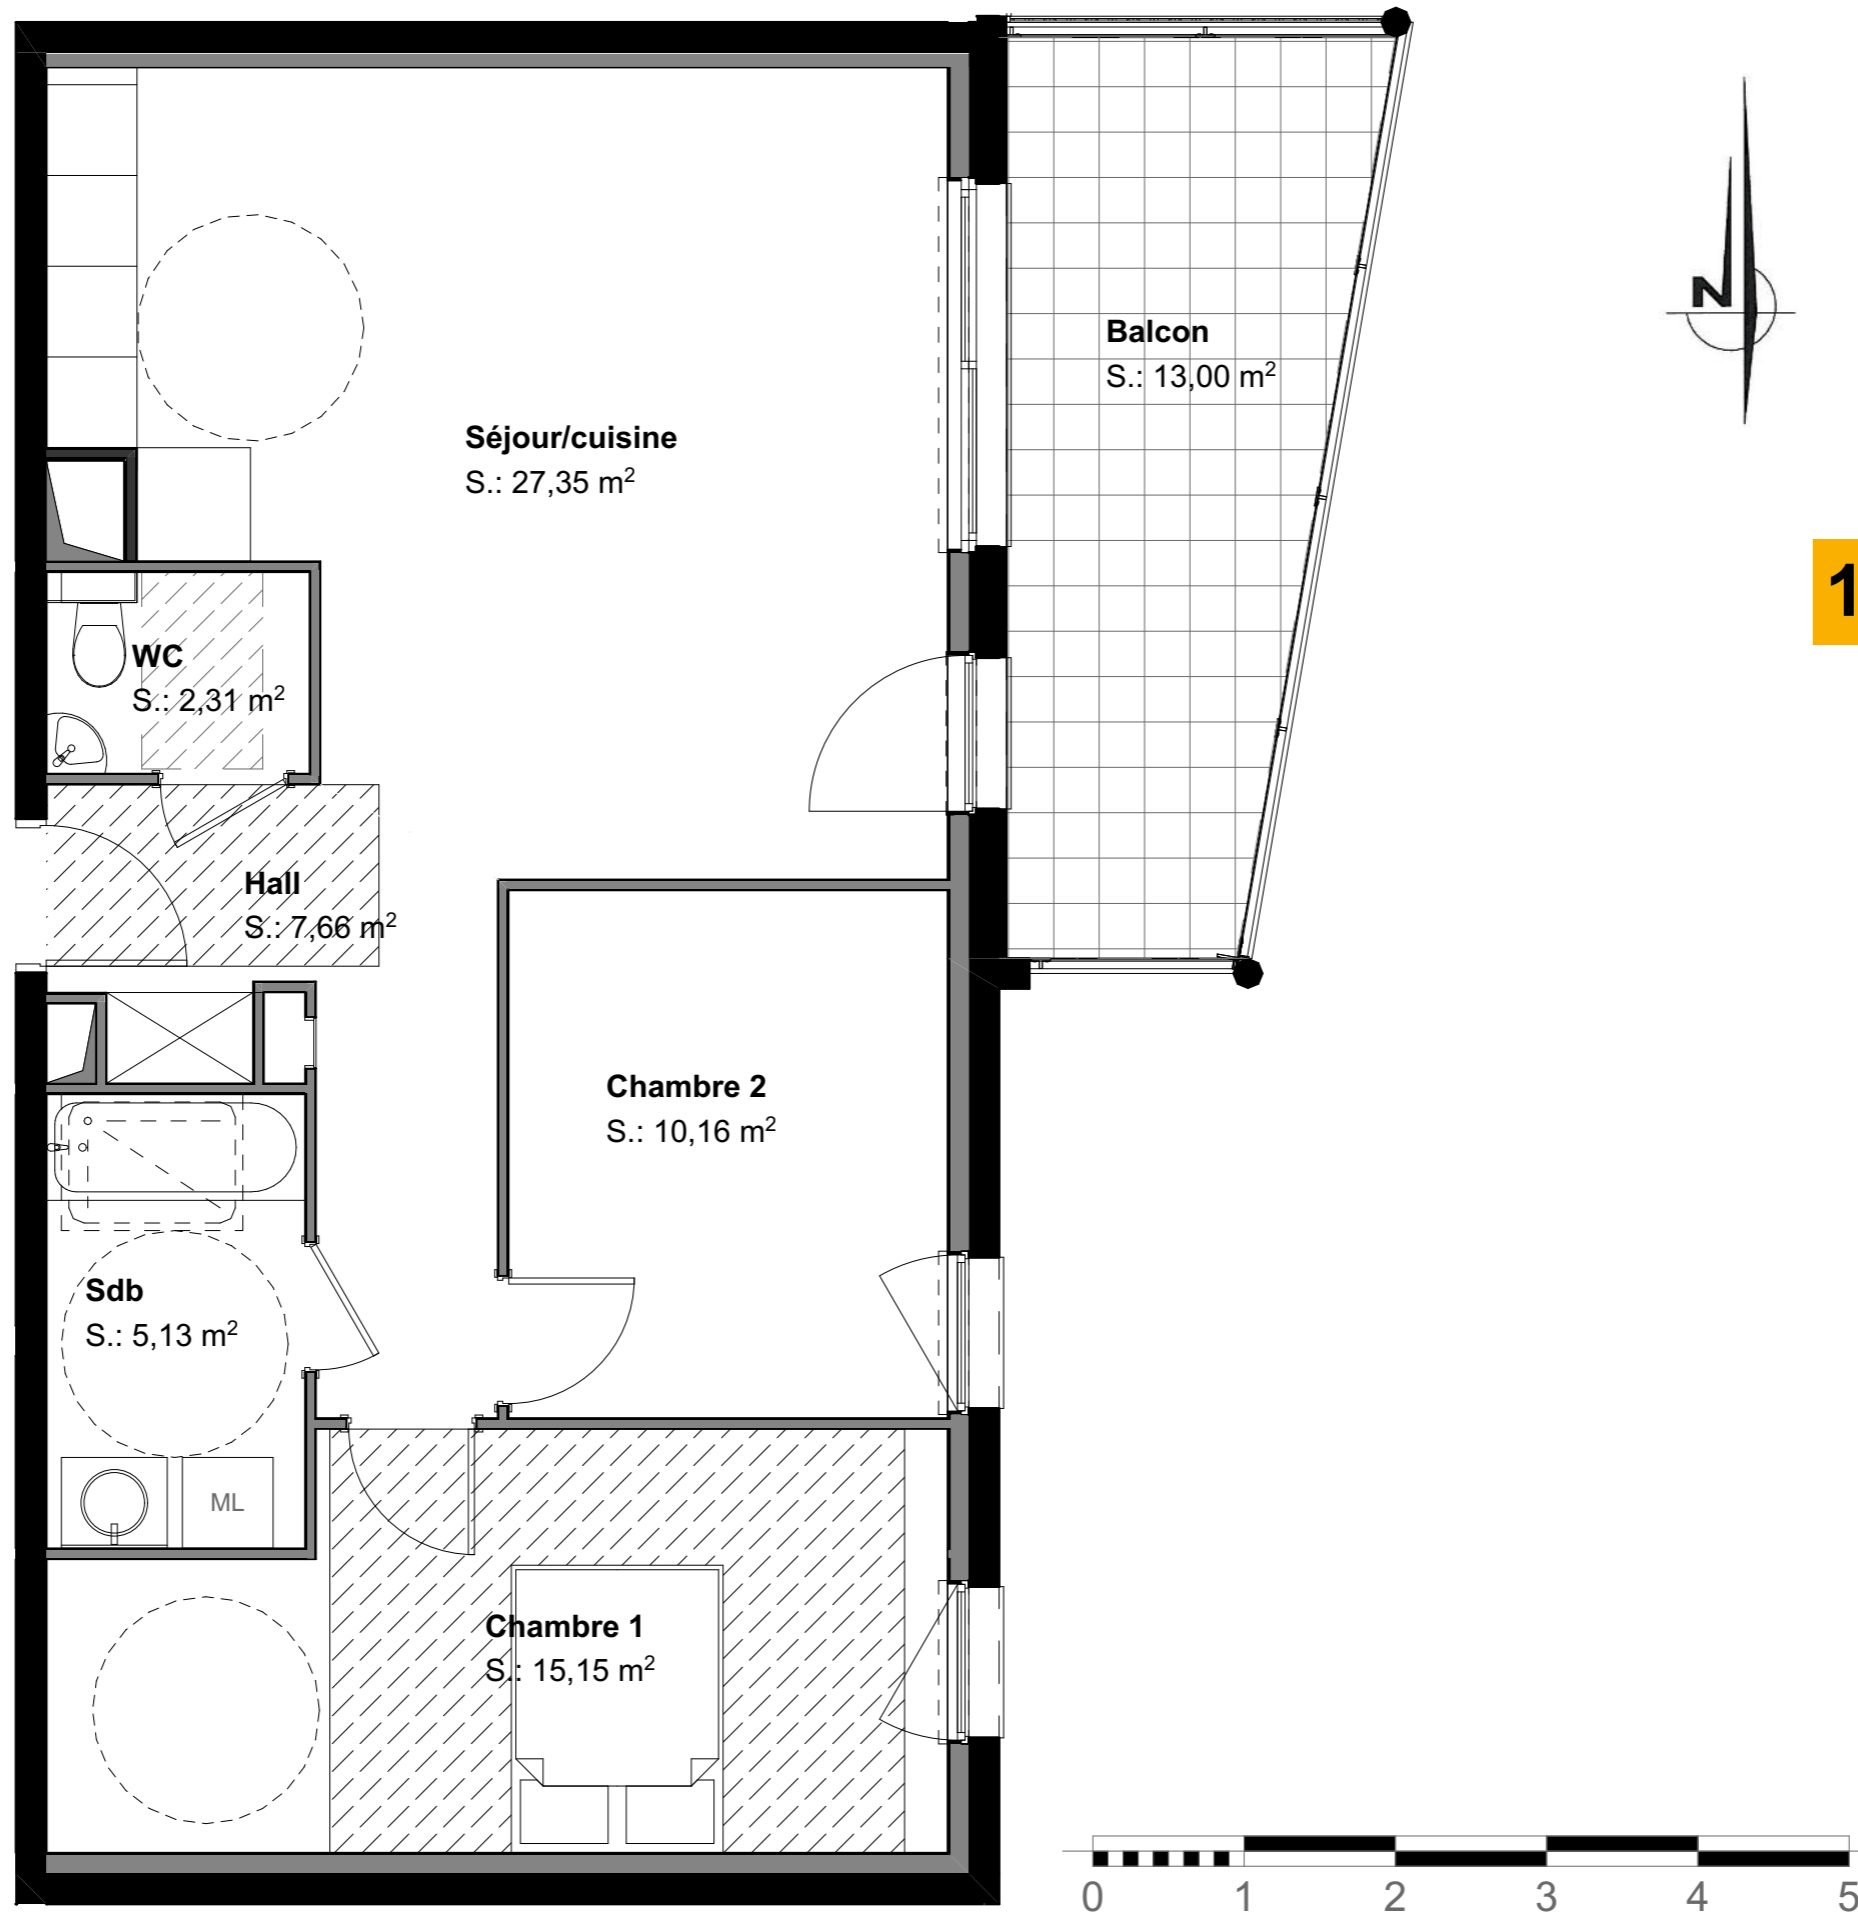 N
Balcon
S.: 13,00 m²
Séjour/cuisine
S.: 27,35 m²
1
WC
S.: 2,31 m²
Hall
S.: 7,66 m²
Chambre 2
S.: 10,16 m²
Sdb
S.: 5,13 m²
ML
Chambre 1
S.: 15,15 m²
0 1 2 3 4 5